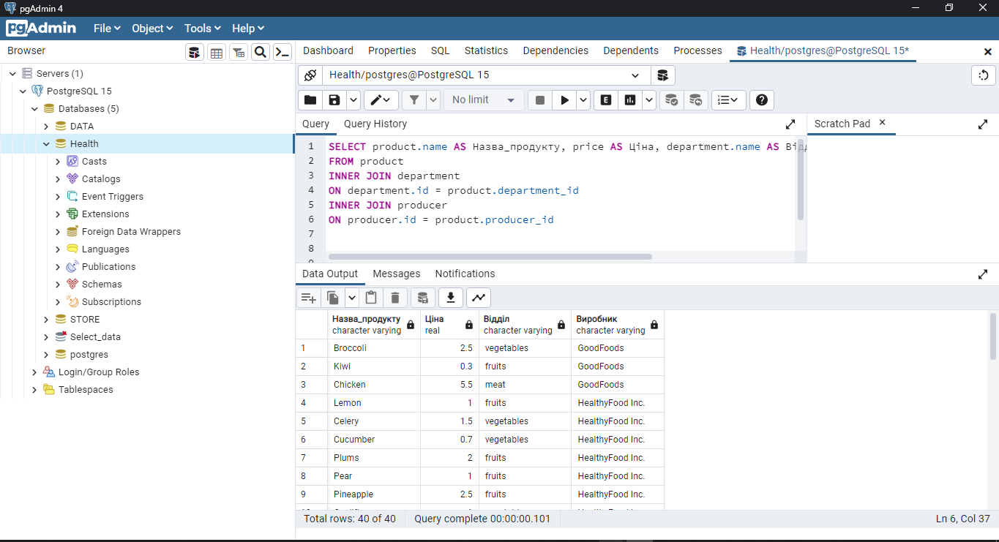 pgAdmin 4
pgAdmin File Object Tools Help
Browser
Dashboard Properties SQL Statistics Dependencies Dependents Processes Health/postgres@PostgreSQL 15*
Servers (1)
PostgreSQL 15
Databases (5)
DATA
Health
Casts
Catalogs
Event Triggers
Extensions
Foreign Data Wrappers
Languages
Publications
Schemas
Subscriptions
STORE
Select_data
postgres
Login/Group Roles
Tablespaces
Health/postgres@PostgreSQL 15
No limit
E
Query Query History
Scratch Pad
1 SELECT product.name AS Назва_продукту, price AS Ціна, department.name AS
2 FROM product
3 INNER JOIN department
4 ON department.id = product.department_id
5 INNER JOIN producer
6 ON producer.id = product.producer_id
7
8
Data Output Messages Notifications
Назва_продукту Ціна Відділ Виробник
character varying real character varying character varying
1 Broccoli 2.5 vegetables GoodFoods
2 Kiwi 0.3 fruits GoodFoods
3 Chicken 5.5 meat GoodFoods
4 Lemon 1 fruits HealthyFood Inc.
5 Celery 1.5 vegetables HealthyFood Inc.
6 Cucumber 0.7 vegetables HealthyFood Inc.
7 Plums 2 fruits HealthyFood Inc.
8 Pear 1 fruits HealthyFood Inc.
9 Pineapple 2.5 fruits HealthyFood Inc.
Total rows: 40 of 40 Query complete 00:00:00.101 Ln 6, Col 37